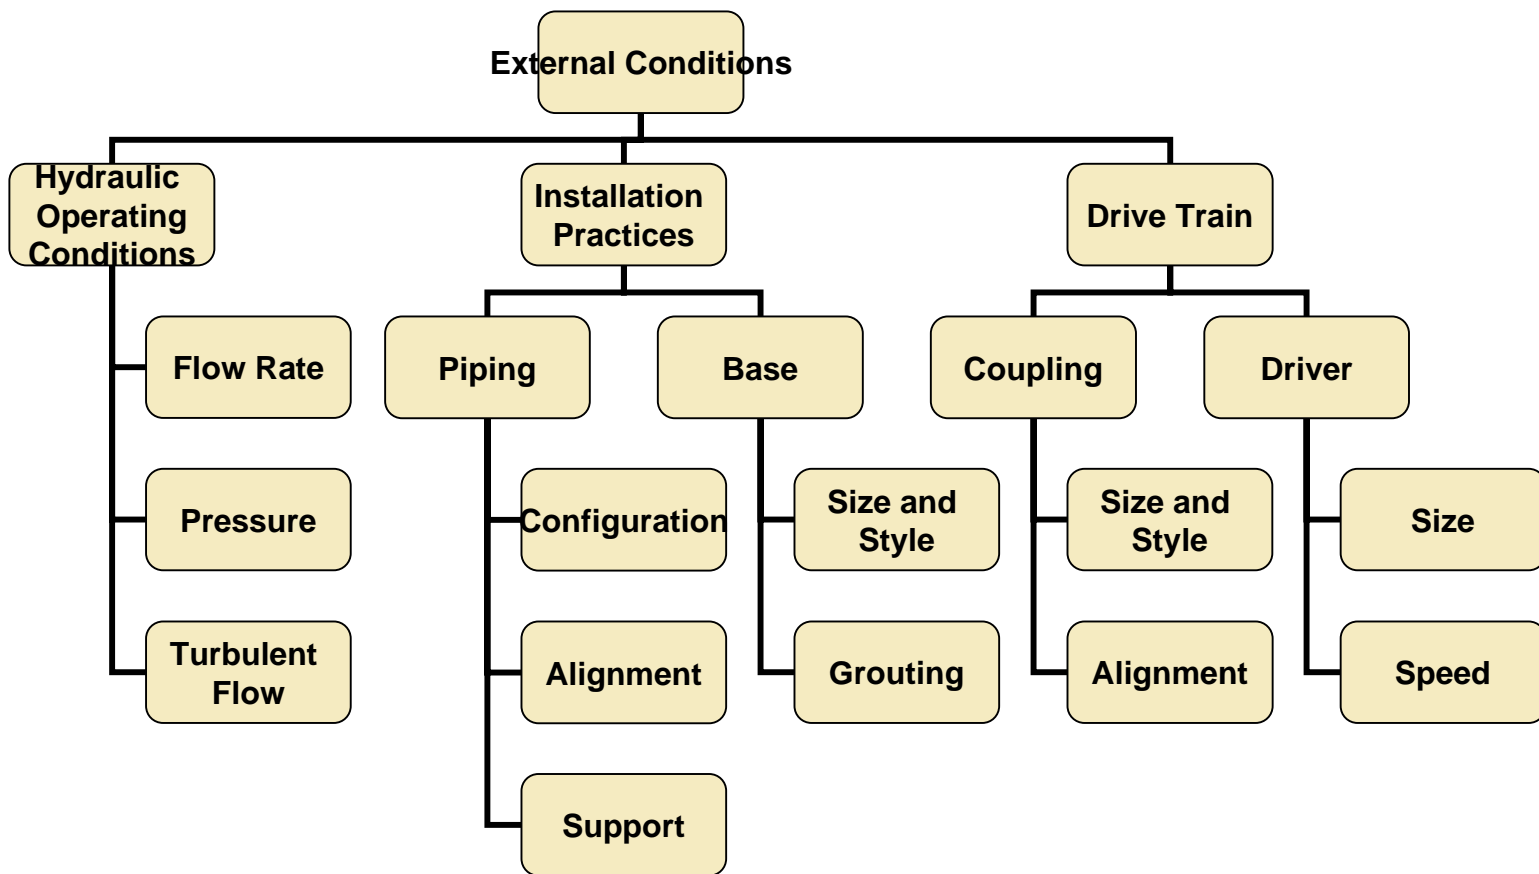 External Conditions
Hydraulic
Operating
Conditions
Installation
Practices
Drive Train
Flow Rate
Piping
Base
Coupling
Driver
Pressure
Configuration
Size and
Style
Size and
Style
Size
Turbulent
Flow
Alignment
Grouting
Alignment
Speed
Support